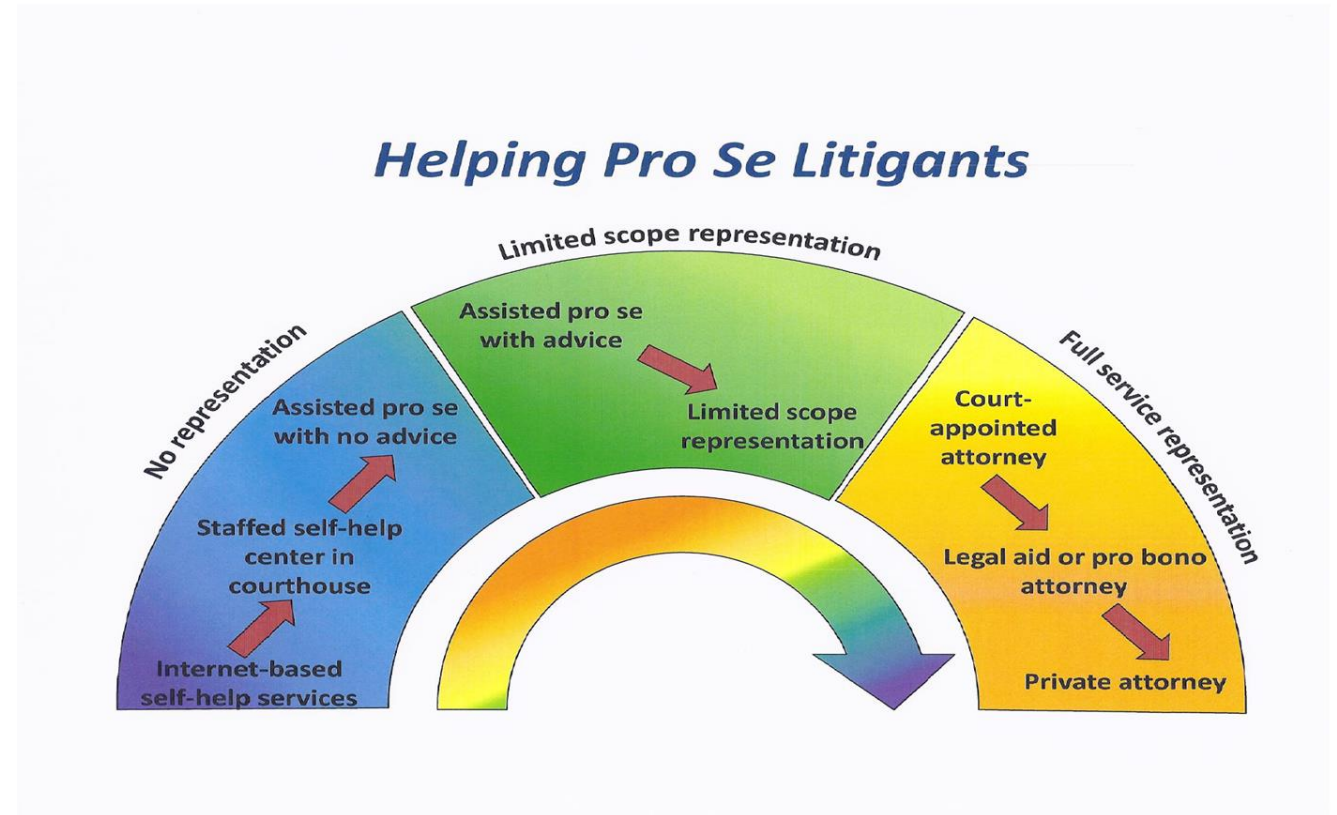 Helping Pro Se Litigants
No representation
Internet-based
self-help services
Staffed self-help
center in
courthouse
Assisted pro se
with no advice
Limited scope representation
Assisted pro se
with advice
Limited scope
representation
Full service representation
Court-
appointed
attorney
Legal aid or pro bono
attorney
Private attorney